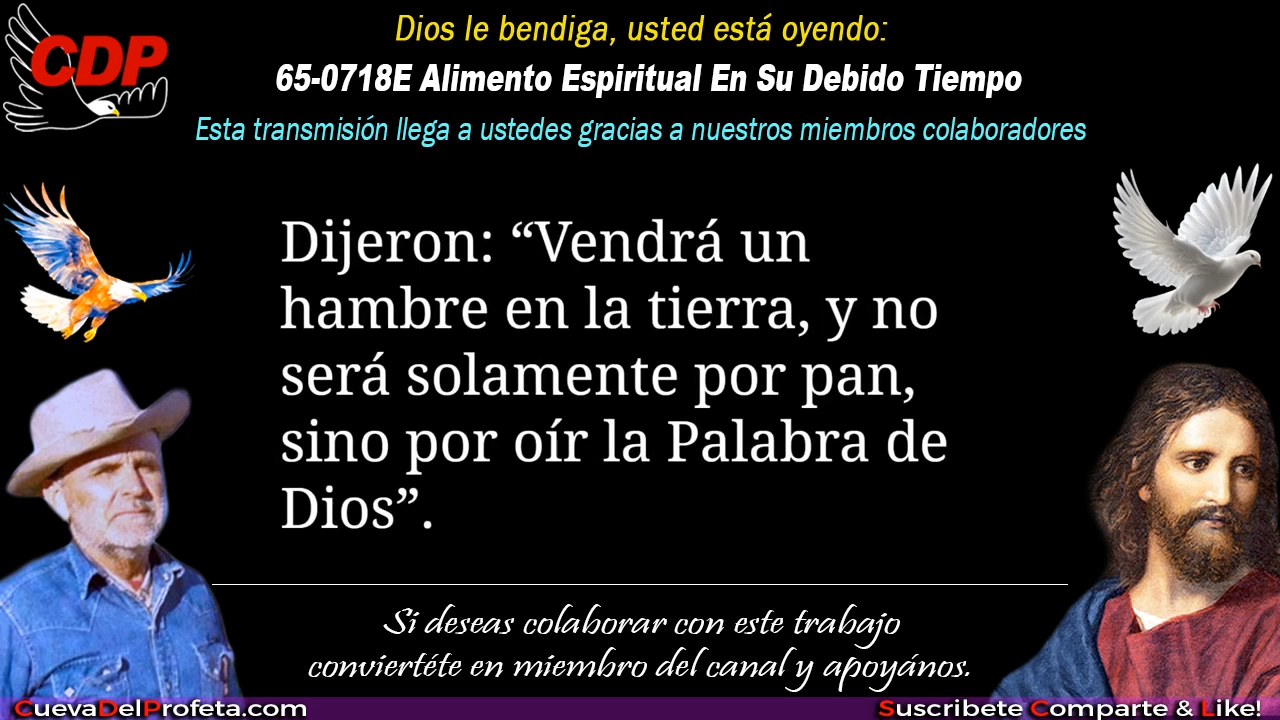 CDP
Dios le bendiga, usted está oyendo:
65-0718E Alimento Espiritual En Su Debido Tiempo
Esta transmisión llega a ustedes gracias a nuestros miembros colaboradores
Dijeron: “Vendrá un
hambre en la tierra, y no
será solamente por pan,
sino por oír la Palabra de
Dios”.
Si deseas colaborar con este trabajo
conviertéte en miembro del canal y apoyános.
CuevaDelProfeta.com
Suscribete Comparte & Like!